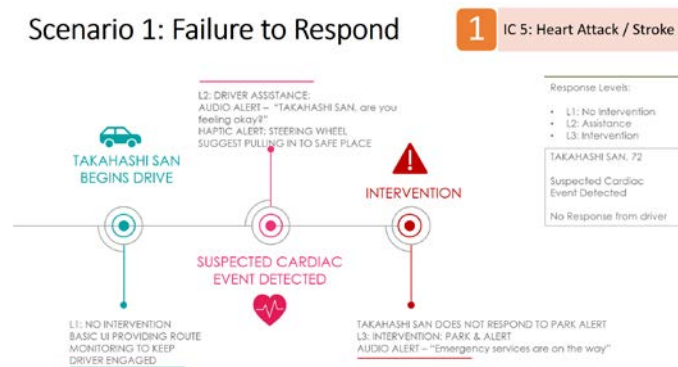 Scenario 1: Failure to Respond
1
IC 5: Heart Attack / Stroke
L2: DRIVER ASSISTANCE:
AUDIO ALERT – "TAKAHASHI SAN, are you
feeling okay?"
HAPTIC ALERT: STEERING WHEEL
SUGGEST PULLING IN TO SAFE PLACE
Response Levels:
• L1: No Intervention
• L2: Assistance
• L3: Intervention
TAKAHASHI SAN, 72
Suspected Cardiac
Event Detected
No Response from driver
TAKAHASHI SAN
BEGINS DRIVE
INTERVENTION
SUSPECTED CARDIAC
EVENT DETECTED
L1: NO INTERVENTION
BASIC UI PROVIDING ROUTE
MONITORING TO KEEP
DRIVER ENGAGED
TAKAHASHI SAN DOES NOT RESPOND TO PARK ALERT
L3: INTERVENTION: PARK & ALERT
AUDIO ALERT – "Emergency services are on the way"